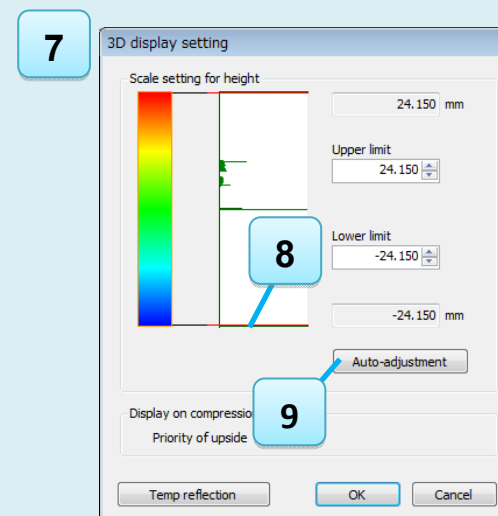 7
3D display setting
Scale setting for height
24.150 mm
Upper limit
24.150
Lower limit
8
-24.150
-24.150 mm
Auto-adjustment
9
Display on compression
Priority of upside
Temp reflection
OK
Cancel